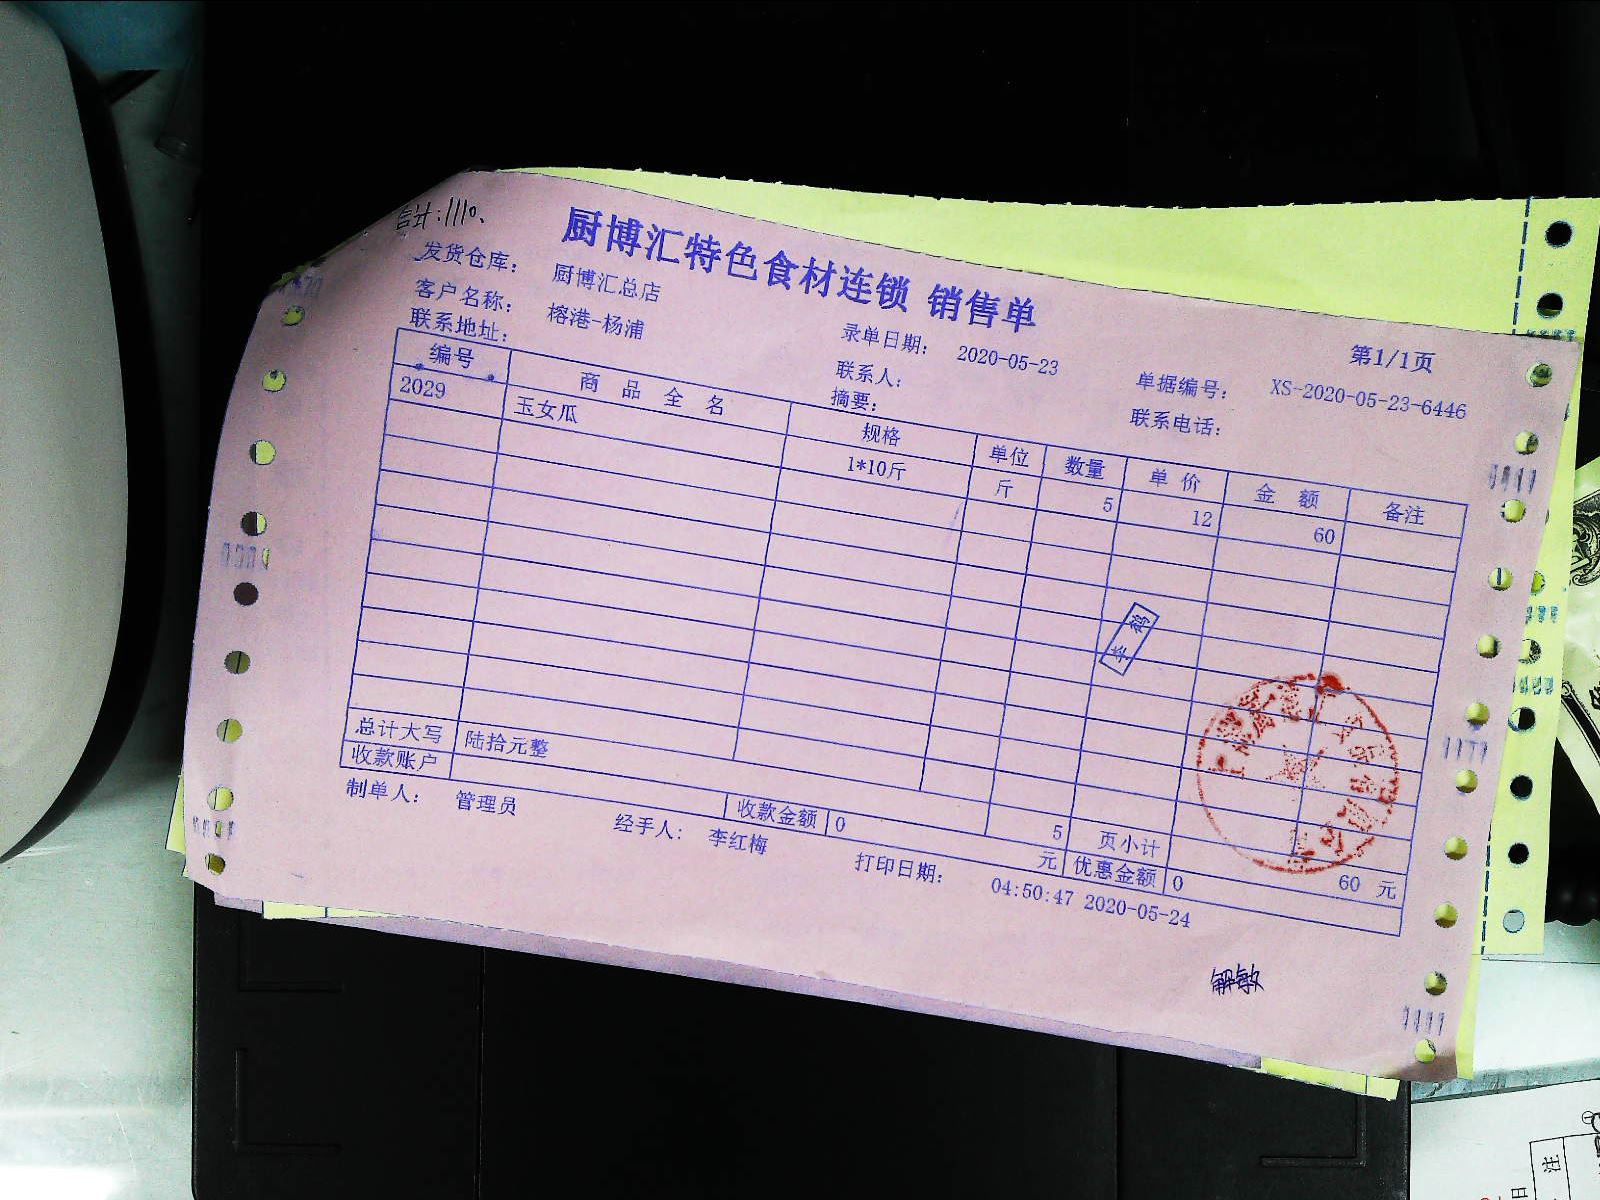 合计:1110、
厨博汇特色食材连锁 销售单
发货仓库: 厨博汇总店 录单日期: 2020-05-23 第1/1页
客户名称: 榕港-杨浦 联系人: 单据编号: XS-2020-05-23-6446
联系地址: 摘要: 联系电话:
编号 商品全名 规格 单位 数量 单价 金额 备注
2029 玉女瓜 1*10斤 斤 5 12 60
总计大写 陆拾元整 5 页小计 60 元
收款账户 收款金额 0 元 优惠金额 0
制单人: 管理员 经手人: 李红梅 打印日期: 04:50:47 2020-05-24
解敏
注
日